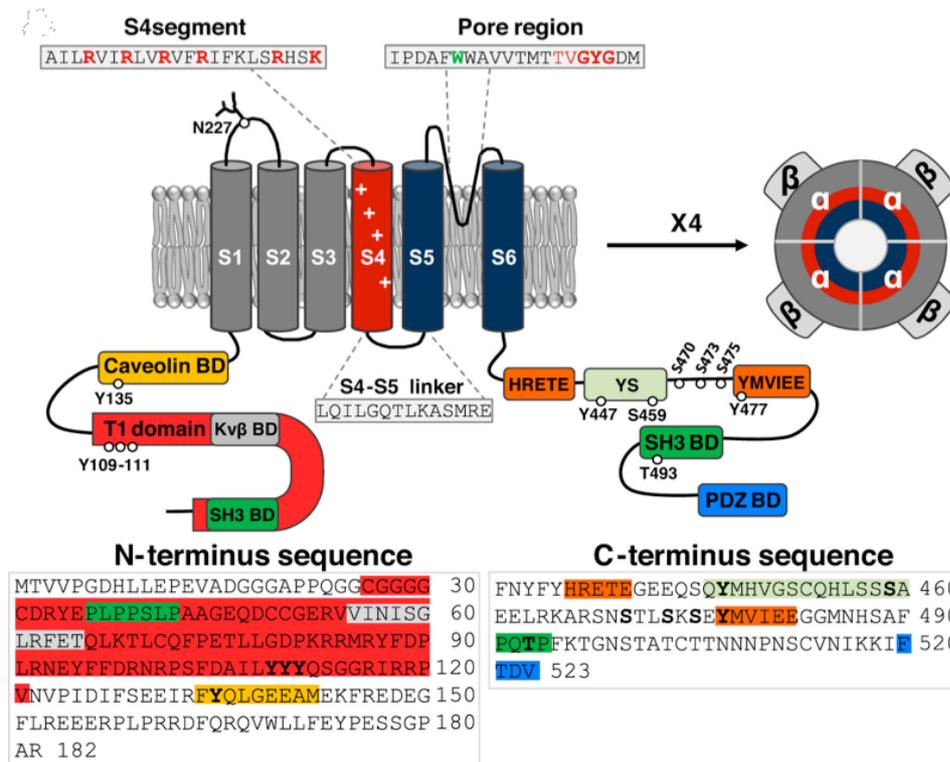 S4segment
AILRVIRLVRVFRIFKLSRHSK
Pore region
IPDAFWWAVVTMTTVGYGDM
N227
S1
S2
S3
S4
S5
S6
+
+
+
+
X4
β
β
α
α
α
α
β
β
Caveolin BD
Y135
T1 domain
Kvβ BD
Y109-111
SH3 BD
S4-S5 linker
LQILGQTLKASMRE
HRETE
YS
Y447
S459
S470
S473
S475
YMVIEE
Y477
SH3 BD
T493
PDZ BD
N-terminus sequence
MTVVPGDHLLEPEVADGGGAPPQGGCGGGG 30
CDRYEPLPPSLPAAGEQDCCGERVVINISG 60
LRFETQLKTLCQFPETLLGDPKRRMRYFDP 90
LRNEYFFDRNRPSFDAILYYYQSGGRIRRP 120
VNVPIDIFSEEIRFYQLGEEAMEKFREDEG 150
FLREEERPLPRRDFQRQVWLLFEYPESSGP 180
AR 182
C-terminus sequence
FNYFYHRETEGEEQSQYMHVGSCQHLSSSA 460
EELRKARSNSTLSKSEYMVIEEGGMNHSAF 490
PQTPFKTGNSTATCTTNNNPNSCVNIKKIF 520
TDV 523